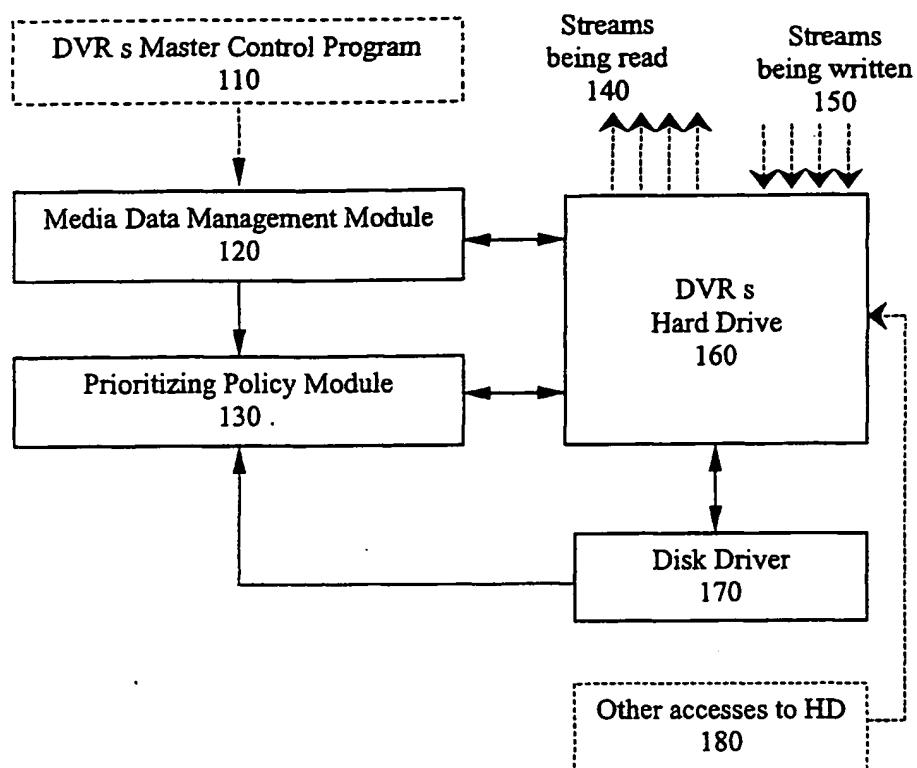 DVR s Master Control Program
110
Streams
being read
140
Streams
being written
150
Media Data Management Module
120
DVR s
Hard Drive
160
Prioritizing Policy Module
130 .
Disk Driver
170
Other accesses to HD
180